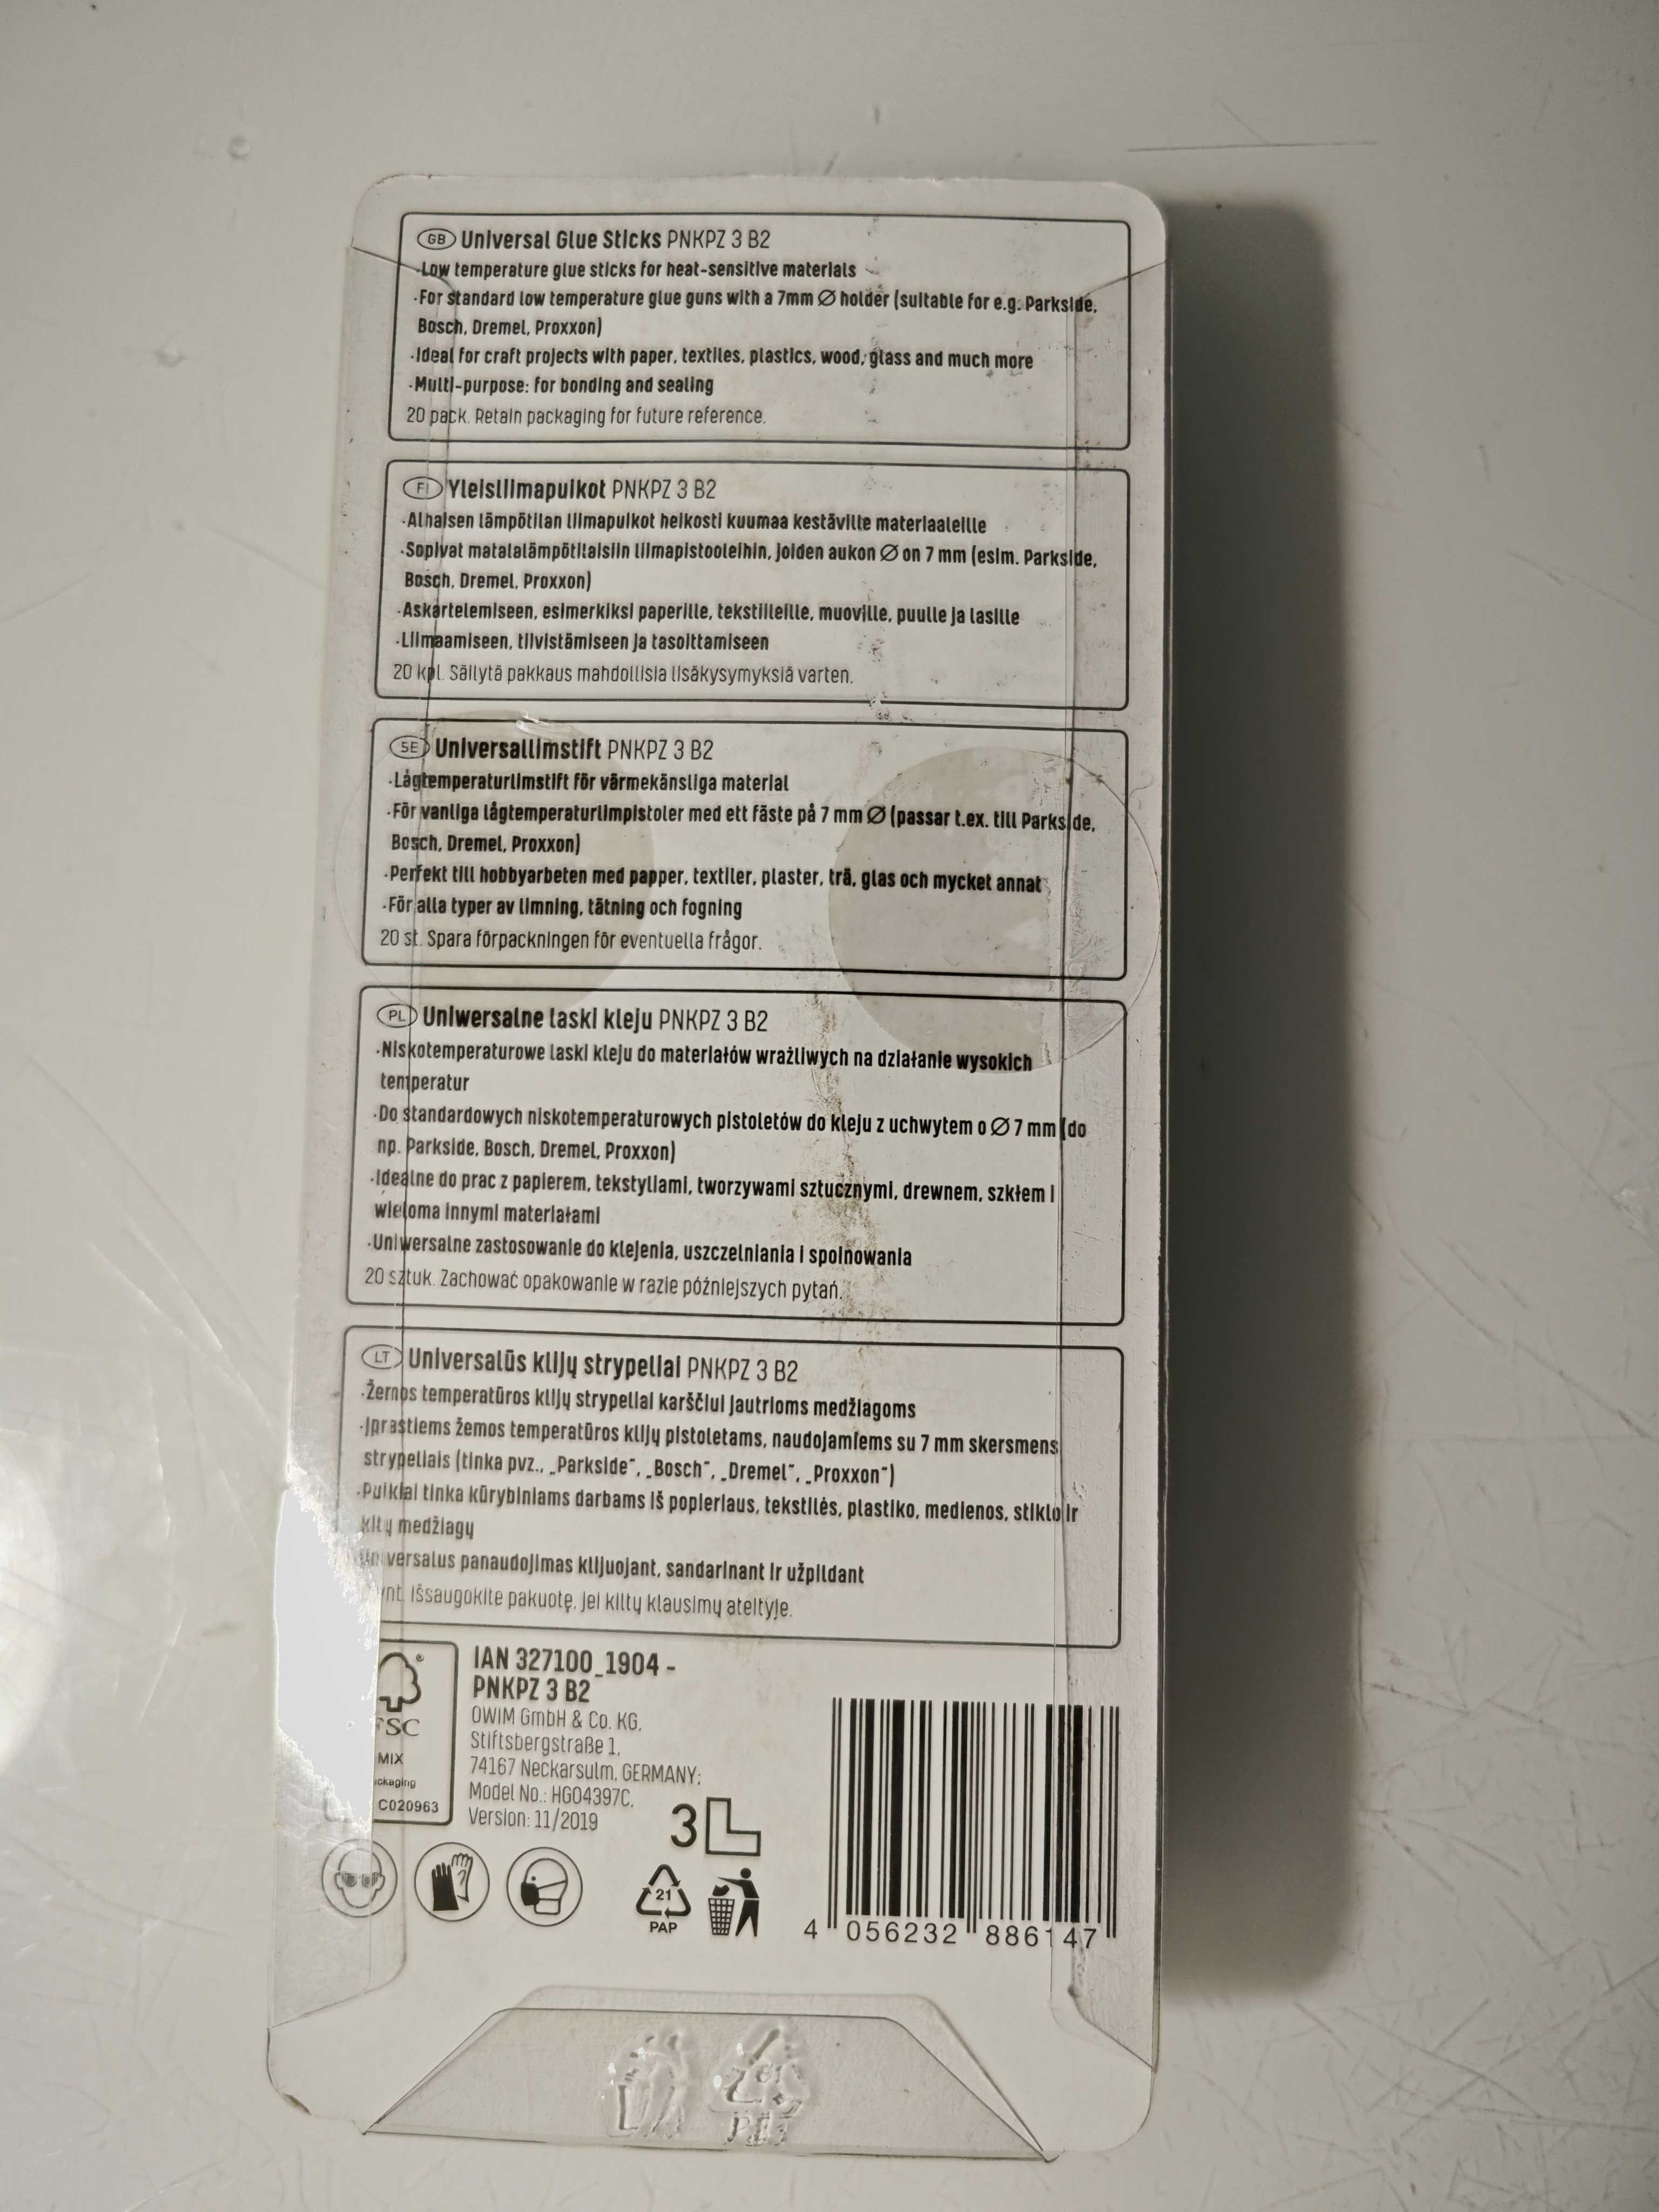 GB Universal Glue Sticks PNKPZ 3 B2
·Low temperature glue sticks for heat-sensitive materials
·For standard low temperature glue guns with a 7mm Ø holder (suitable for e.g. Parkside,
Bosch, Dremel, Proxxon)
·Ideal for craft projects with paper, textiles, plastics, wood, glass and much more
·Multi-purpose: for bonding and sealing
20 pack. Retain packaging for future reference.
FI Yleisliimapuikot PNKPZ 3 B2
·Alhaisen lämpötilan liimapuikot heikosti kuumaa kestäville materiaaleille
·Sopivat matalalämpötilaisiin liimapistooleihin, joiden aukon Ø on 7 mm (esim. Parkside,
Bosch, Dremel, Proxxon)
·Askartelemiseen, esimerkiksi paperille, tekstiileille, muoville, puulle ja lasille
·Liimaamiseen, tiivistämiseen ja tasoittamiseen
20 kpl. Säilytä pakkaus mahdollisia lisäkysymyksiä varten.
SE Universallimstift PNKPZ 3 B2
·Lågtemperaturlimstift för värmekänsliga material
·För vanliga lågtemperaturlimpistoler med ett fäste på 7 mm Ø (passar t.ex. till Parkside,
Bosch, Dremel, Proxxon)
·Perfekt till hobbyarbeten med papper, textiler, plaster, trä, glas och mycket annat
·För alla typer av limning, tätning och fogning
20 st. Spara förpackningen för eventuella frågor.
PL Uniwersalne laski kleju PNKPZ 3 B2
·Niskotemperaturowe laski kleju do materiałów wrażliwych na działanie wysokich
temperatur
·Do standardowych niskotemperaturowych pistoletów do kleju z uchwytem o Ø 7 mm (do
np. Parkside, Bosch, Dremel, Proxxon)
·Idealne do prac z papierem, tekstyliami, tworzywami sztucznymi, drewnem, szkłem i
wieloma innymi materiałami
·Uniwersalne zastosowanie do klejenia, uszczelniania i spoinowania
20 sztuk. Zachować opakowanie w razie późniejszych pytań.
LT Universalūs klijų strypeliai PNKPZ 3 B2
·Žemos temperatūros klijų strypeliai karščiui jautrioms medžiagoms
·Įprastiems žemos temperatūros klijų pistoletams, naudojamiems su 7 mm skersmens
strypeliais (tinka pvz., „Parkside“, „Bosch“, „Dremel“, „Proxxon“)
·Puikiai tinka kūrybiniams darbams iš popieriaus, tekstilės, plastiko, medienos, stiklo ir
kitų medžiagų
Universalus panaudojimas klijuojant, sandarinant ir užpildant
Išsaugokite pakuotę, jei kiltų klausimų ateityje.
FSC ®
MIX
C020963
IAN 327100_1904 -
PNKPZ 3 B2
OWIM GmbH & Co. KG,
Stiftsbergstraße 1,
74167 Neckarsulm, GERMANY;
Model No.: HG04397C,
Version: 11/2019
3L
21
PAP
4 056232 886147